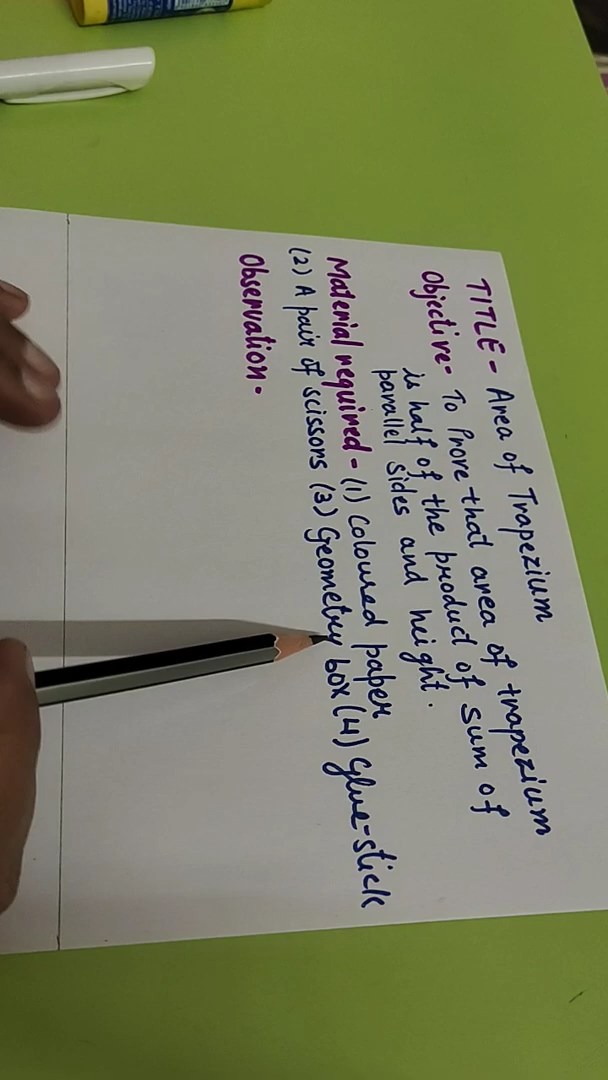 TITLE - Area of Trapezium
Objective- To Prove that area of trapezium
is half of the product of sum of
parallel sides and height.
Material required - (1) Coloured paper
(2) A pair of scissors (3) Geometry box (4) Glue-stick
Observation.